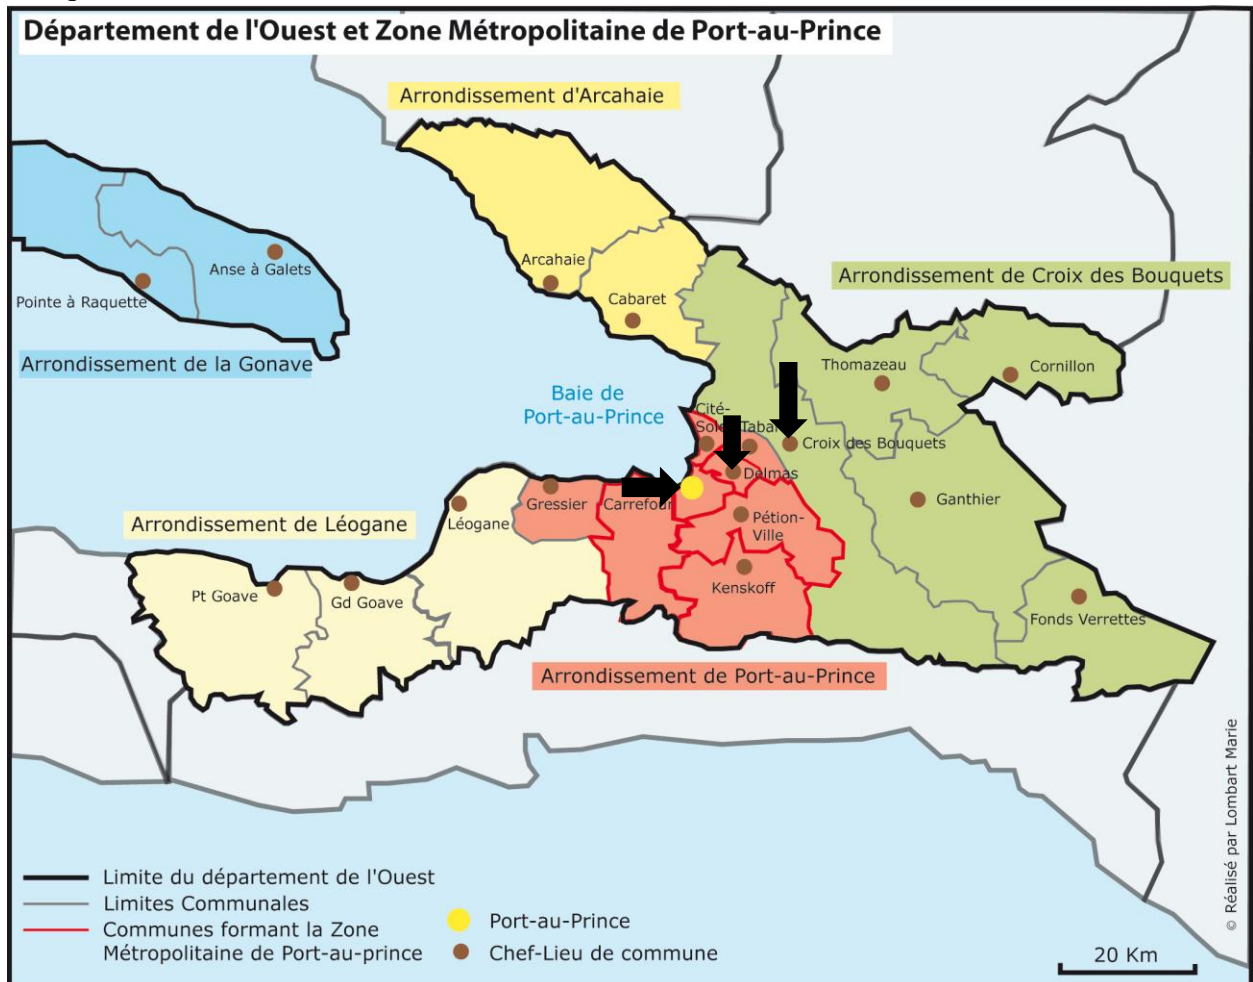 Département de l'Ouest et Zone Métropolitaine de Port-au-Prince
Arrondissement d'Arcahaie
Arcahaie
Cabaret
Anse à Galets
Pointe à Raquette
Arrondissement de la Gonave
Arrondissement de Croix des Bouquets
Thomazeau
Cornillon
Baie de
Port-au-Prince
Cité-
Croix des Bouquets
Delmas
Ganthier
Gressier
Carrefour
Léogane
Arrondissement de Léogane
Pétion-
Ville
Kenskoff
Pt Goave
Gd Goave
Fonds Verrettes
Arrondissement de Port-au-Prince
Limite du département de l'Ouest
Limites Communales
Communes formant la Zone
Métropolitaine de Port-au-prince
Port-au-Prince
Chef-Lieu de commune
20 Km
© Réalisé par Lombart Marie